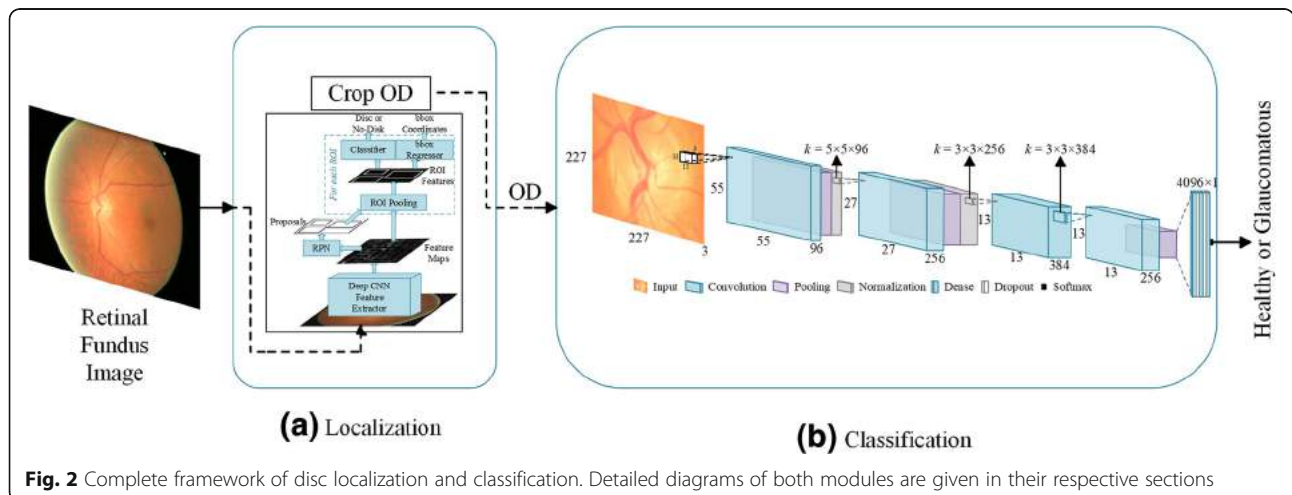 Retinal
Fundus
Image
Crop OD
Disc or
No-Disk
bbox
Coordinates
For each ROI
Classifier
bbox
Regressor
ROI
Features
ROI Pooling
Proposals
RPN
Feature
Maps
Deep CNN
Feature
Extractor
(a) Localization
OD
227
227
3
11
55
55
96
k = 5×5×96
27
27
256
k = 3×3×256
13
13
384
k = 3×3×384
13
13
256
4096×1
Input Convolution Pooling Normalization Dense Dropout Softmax
Healthy or Glaucomatous
(b) Classification
Fig. 2 Complete framework of disc localization and classification. Detailed diagrams of both modules are given in their respective sections